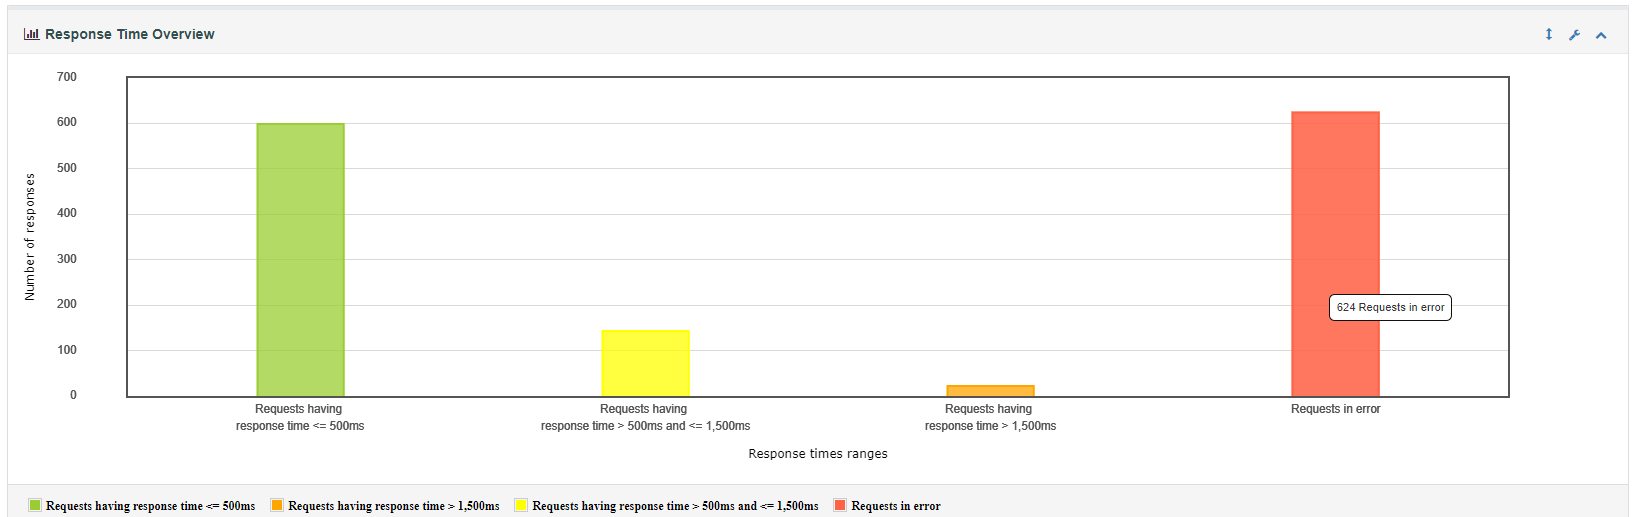 Response Time Overview
700
600
500
400
300
200
100
0
Number of responses
624 Requests in error
Requests having
response time <= 500ms
Requests having
response time > 500ms and <= 1,500ms
Requests having
response time > 1,500ms
Requests in error
Response times ranges
Requests having response time <= 500ms
Requests having response time > 1,500ms
Requests having response time > 500ms and <= 1,500ms
Requests in error